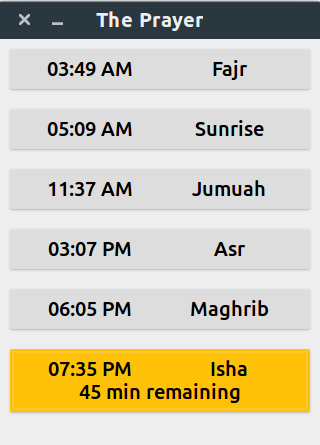 The Prayer
03:49 AM Fajr
05:09 AM Sunrise
11:37 AM Jumuah
03:07 PM Asr
06:05 PM Maghrib
07:35 PM Isha
45 min remaining